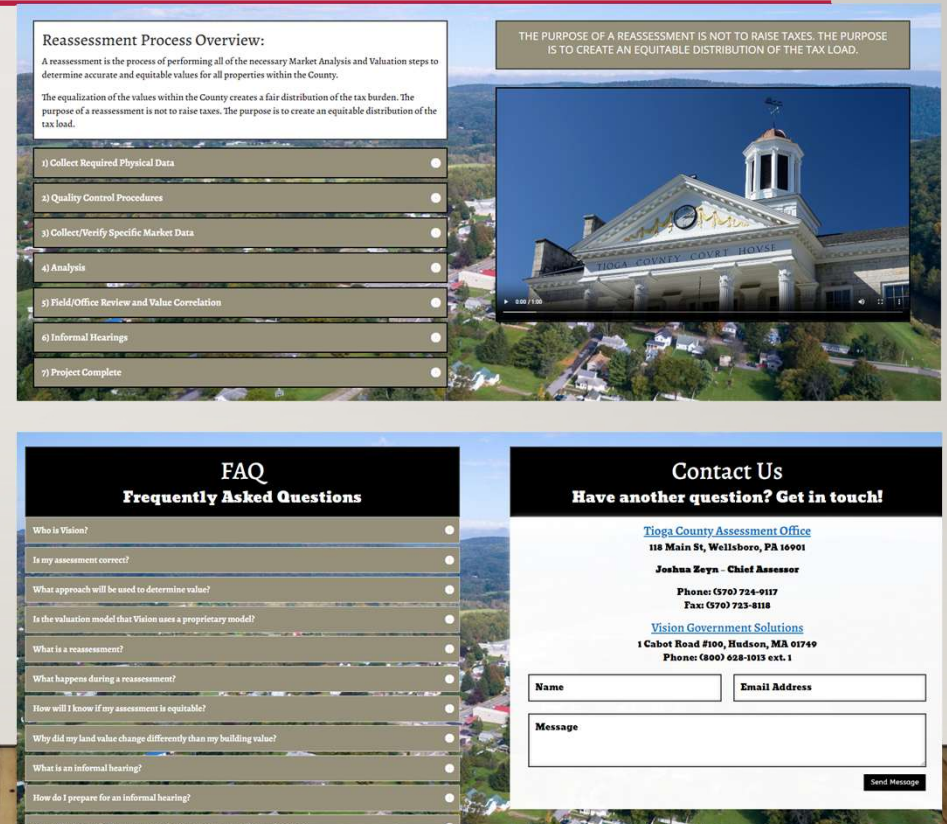 Reassessment Process Overview:
A reassessment is the process of performing all of the necessary Market Analysis and Valuation steps to
determine accurate and equitable values for all properties within the County.
The equalization of the values within the County creates a fair distribution of the tax burden. The
purpose of a reassessment is not to raise taxes. The purpose is to create an equitable distribution of the
tax load.
1) Collect Required Physical Data
2) Quality Control Procedures
3) Collect/Verify Specific Market Data
4) Analysis
5) Field/Office Review and Value Correlation
6) Informal Hearings
7) Project Complete
THE PURPOSE OF A REASSESSMENT IS NOT TO RAISE TAXES. THE PURPOSE
IS TO CREATE AN EQUITABLE DISTRIBUTION OF THE TAX LOAD.
TIOGA COUNTY COURT HOUSE
0:00 / 1:00
FAQ
Frequently Asked Questions
Who is Vision?
Is my assessment correct?
What approach will be used to determine value?
Is the valuation model that Vision uses a proprietary model?
What is a reassessment?
What happens during a reassessment?
How will I know if my assessment is equitable?
Why did my land value change differently than my building value?
What is an informal hearing?
How do I prepare for an informal hearing?
Contact Us
Have another question? Get in touch!
Tioga County Assessment Office
118 Main St, Wellsboro, PA 16901
Joshua Zeyn - Chief Assessor
Phone: (570) 724-9117
Fax: (570) 723-8118
Vision Government Solutions
1 Cabot Road #100, Hudson, MA 01749
Phone: (800) 628-1013 ext. 1
Name
Email Address
Message
Send Message